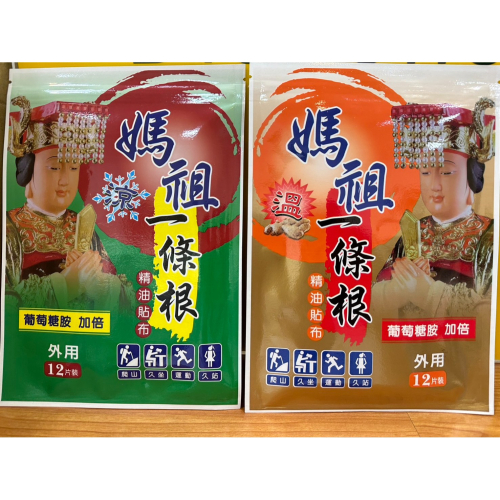 媽祖
涼
一條根
精油貼布
葡萄糖胺 加倍
外用
12片裝
爬山 久坐 運動 久站
媽祖
溫
一條根
精油貼布
葡萄糖胺 加倍
外用
12片裝
爬山 久坐 運動 久站